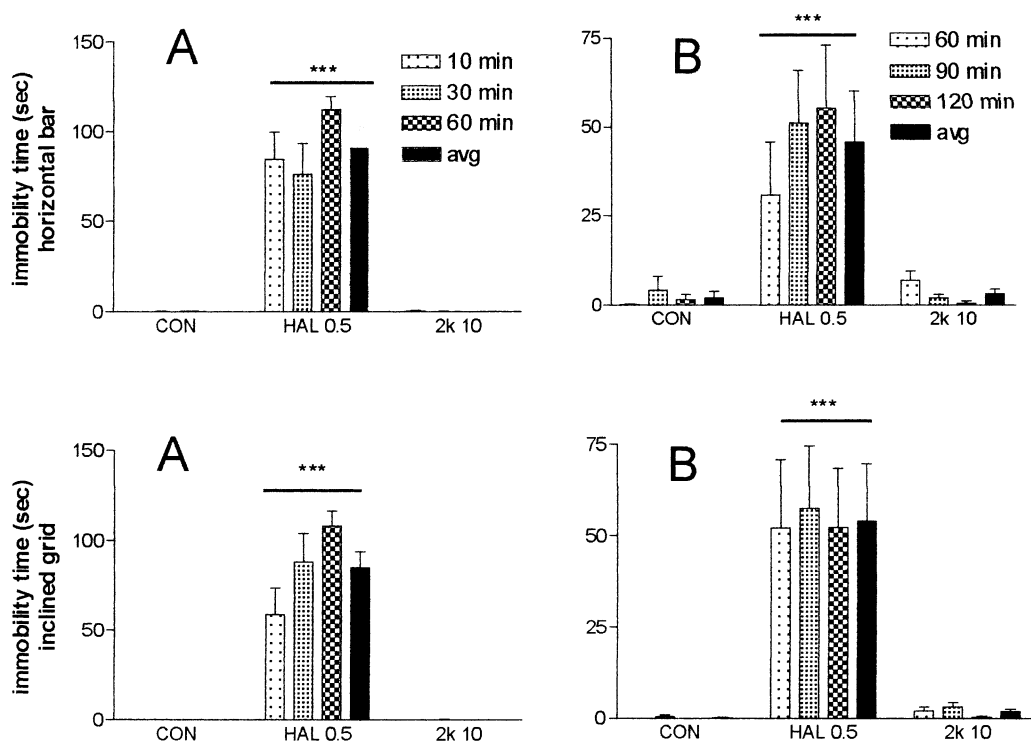 A
150
100
50
0
immobility time (sec)
horizontal bar
***
10 min
30 min
60 min
avg
CON HAL 0.5 2k 10
B
75
50
25
0
***
60 min
90 min
120 min
avg
CON HAL 0.5 2k 10
A
150
100
50
0
immobility time (sec)
inclined grid
***
CON HAL 0.5 2k 10
B
75
50
25
0
***
CON HAL 0.5 2k 10